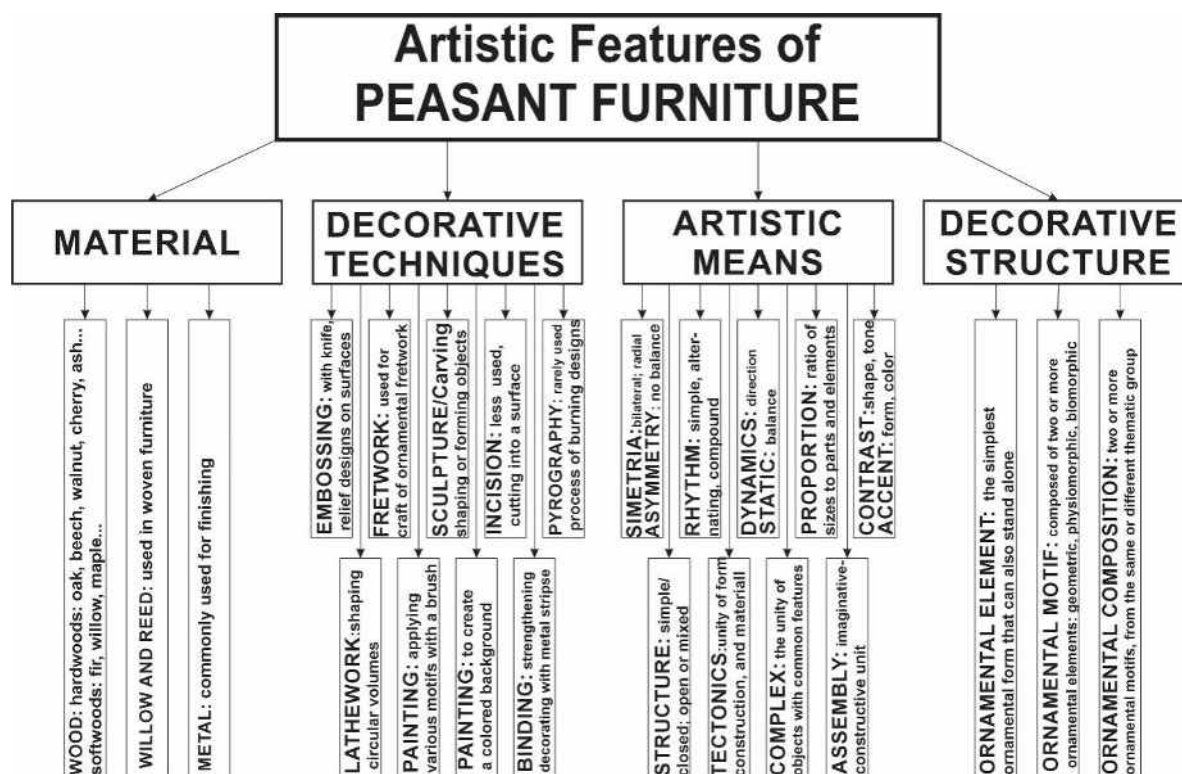 Artistic Features of
PEASANT FURNITURE
MATERIAL
DECORATIVE
TECHNIQUES
ARTISTIC
MEANS
DECORATIVE
STRUCTURE
WOOD: hardwoods: oak, beech, walnut, cherry, ash...
softwoods: fir, willow, maple...
WILLOW AND REED: used in woven furniture
METAL: commonly used for finishing
EMBOSSING: with knife,
relief designs on surfaces
LATHEWORK:shaping
circular volumes
FRETWORK: used for
craft of ornamental fretwork
PAINTING: applying
various motifs with a brush
SCULPTURE/Carving
shaping or forming objects
PAINTING: to create
a colored background
INCISION: less used,
cutting into a surface
BINDING: strengthening
decorating with metal stripse
PYROGRAPHY: rarely used
process of burning designs
SIMETRIA:bilateral; radial
ASYMMETRY: no balance
STRUCTURE: simple/
closed; open or mixed
RHYTHM: simple, alter-
nating, compound
TECTONICS:unity of form
construction, and materiall
DYNAMICS: direction
STATIC: balance
COMPLEX: the unity of
objects with common features
PROPORTION: ratio of
sizes to parts and elements
ASSEMBLY: imaginative-
constructive unit
CONTRAST:shape, tone
ACCENT: form, color
ORNAMENTAL ELEMENT: the simplest
ornamental form that can also stand alone
ORNAMENTAL MOTIF: composed of two or more
ornamental elements: geometric, physiomorphic, biomorphic
ORNAMENTAL COMPOSITION: two or more
ornamental motifs, from the same or different thematic group